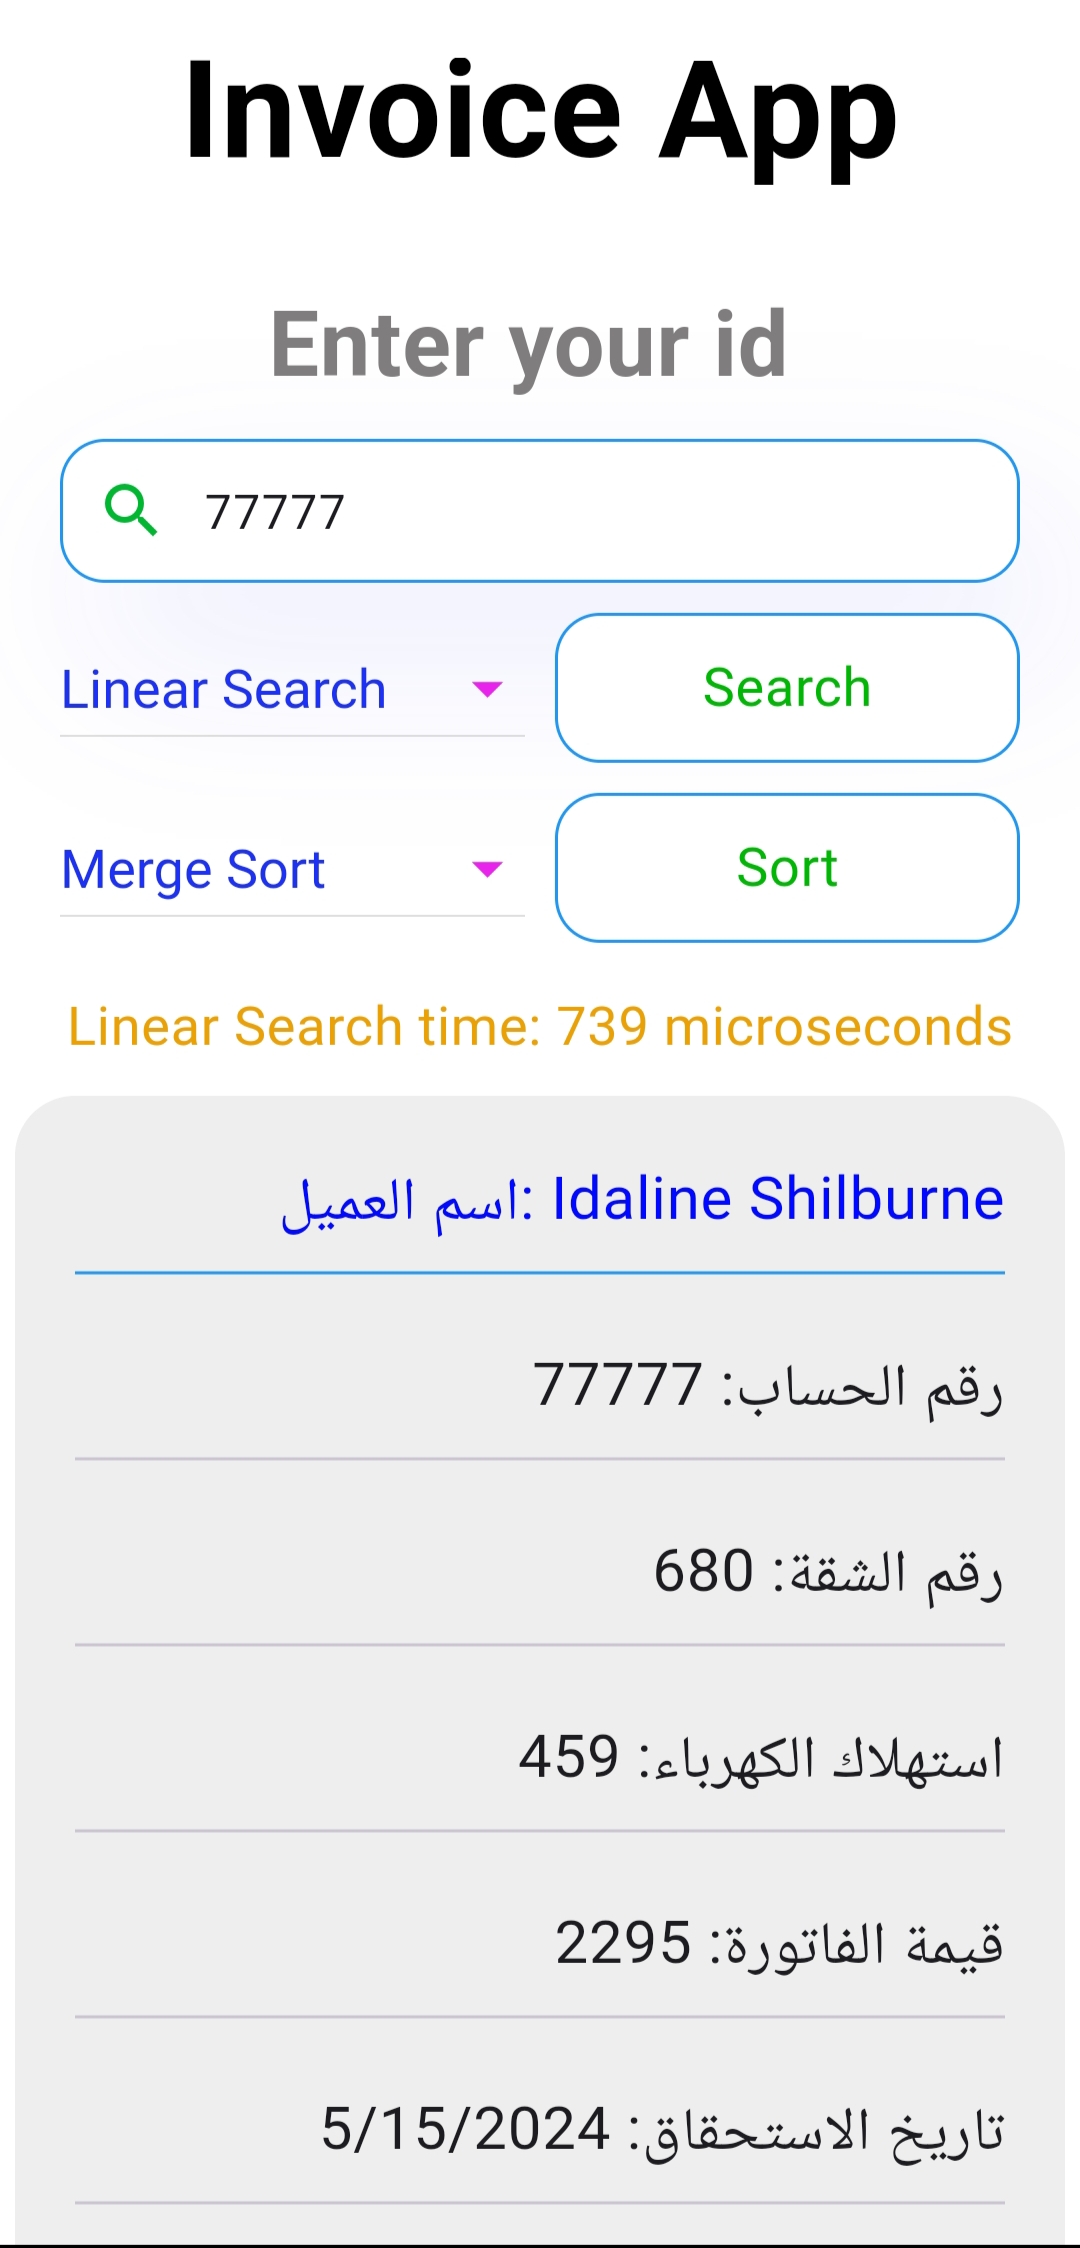 Invoice App
Enter your id
77777
Linear Search
Search
Merge Sort
Sort
Linear Search time: 739 microseconds
اسم العميل: Idaline Shilburne
رقم الحساب: 77777
رقم الشقة: 680
استهلاك الكهرباء: 459
قيمة الفاتورة: 2295
تاريخ الاستحقاق: 5/15/2024